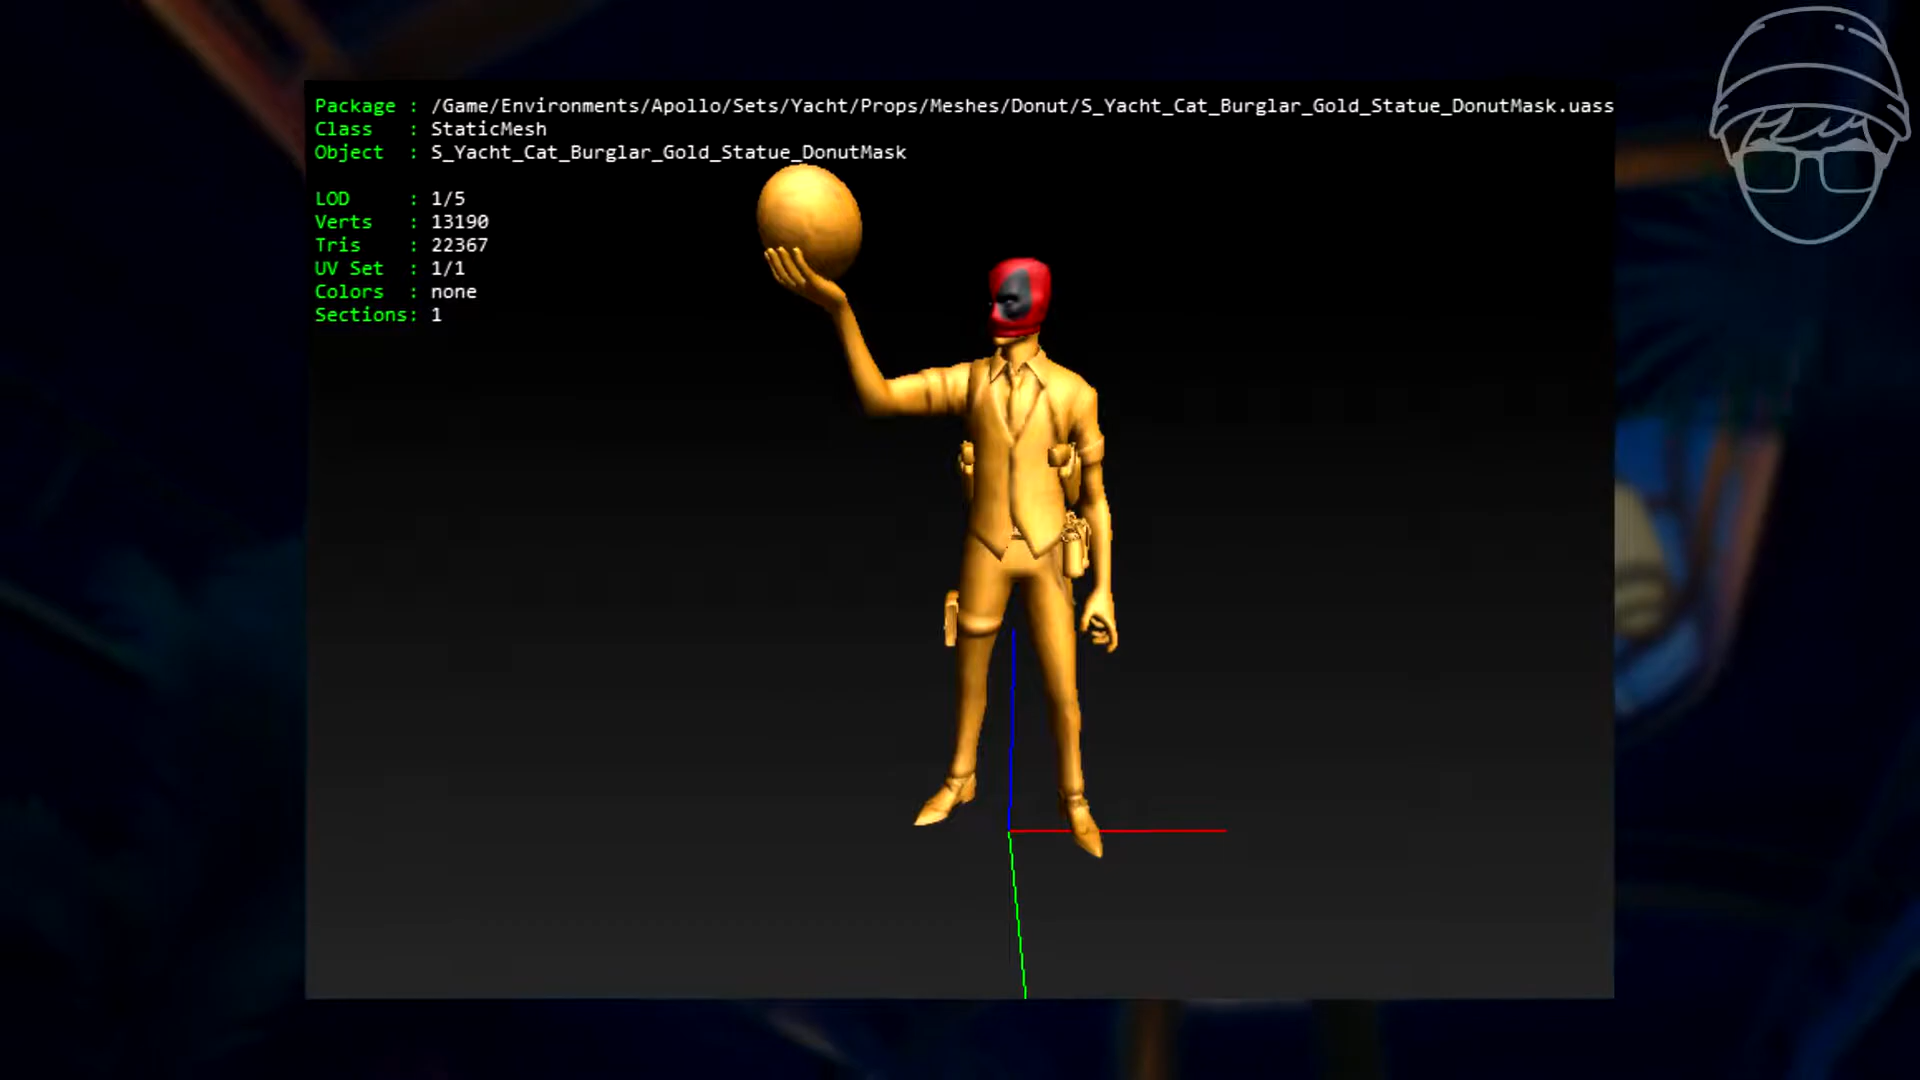 Package : /Game/Environments/Apollo/Sets/Yacht/Props/Meshes/Donut/S_Yacht_Cat_Burglar_Gold_Statue_DonutMask.uass
Class : StaticMesh
Object : S_Yacht_Cat_Burglar_Gold_Statue_DonutMask
LOD : 1/5
Verts : 13190
Tris : 22367
UV Set : 1/1
Colors : none
Sections: 1